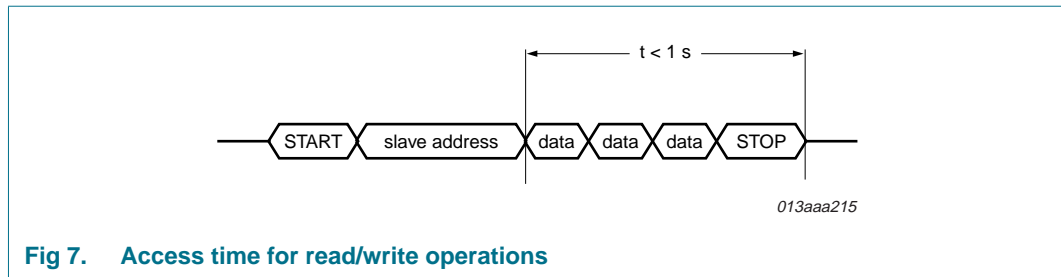 t < 1 s
START slave address data data data STOP
013aaa215
Fig 7. Access time for read/write operations